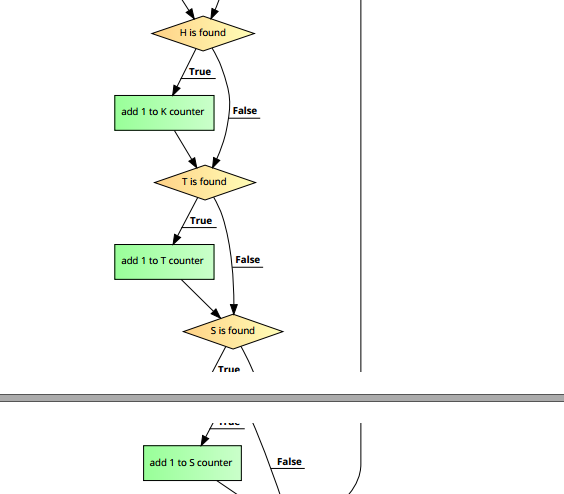 H is found
True
add 1 to K counter
False
T is found
True
add 1 to T counter
False
S is found
True
True
add 1 to S counter
False